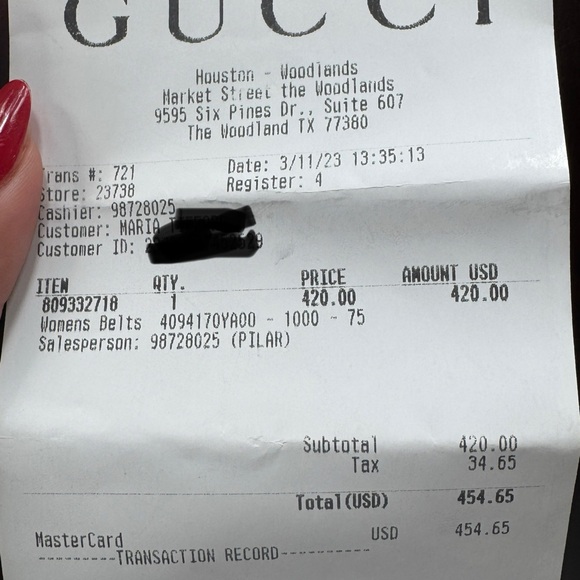 GUCCI
Houston - Woodlands
Market Street the Woodlands
9595 Six Pines Dr., Suite 607
The Woodland TX 77380
Trans #: 721 Date: 3/11/23 13:35:13
Store: 23738 Register: 4
Cashier: 98728025
Customer: MARIA
Customer ID:
ITEM QTY. PRICE AMOUNT USD
809332718 1 420.00 420.00
Womens Belts 4094170YA00 - 1000 - 75
Salesperson: 98728025 (PILAR)
Subtotal 420.00
Tax 34.65
Total(USD) 454.65
MasterCard USD 454.65
---------TRANSACTION RECORD----------